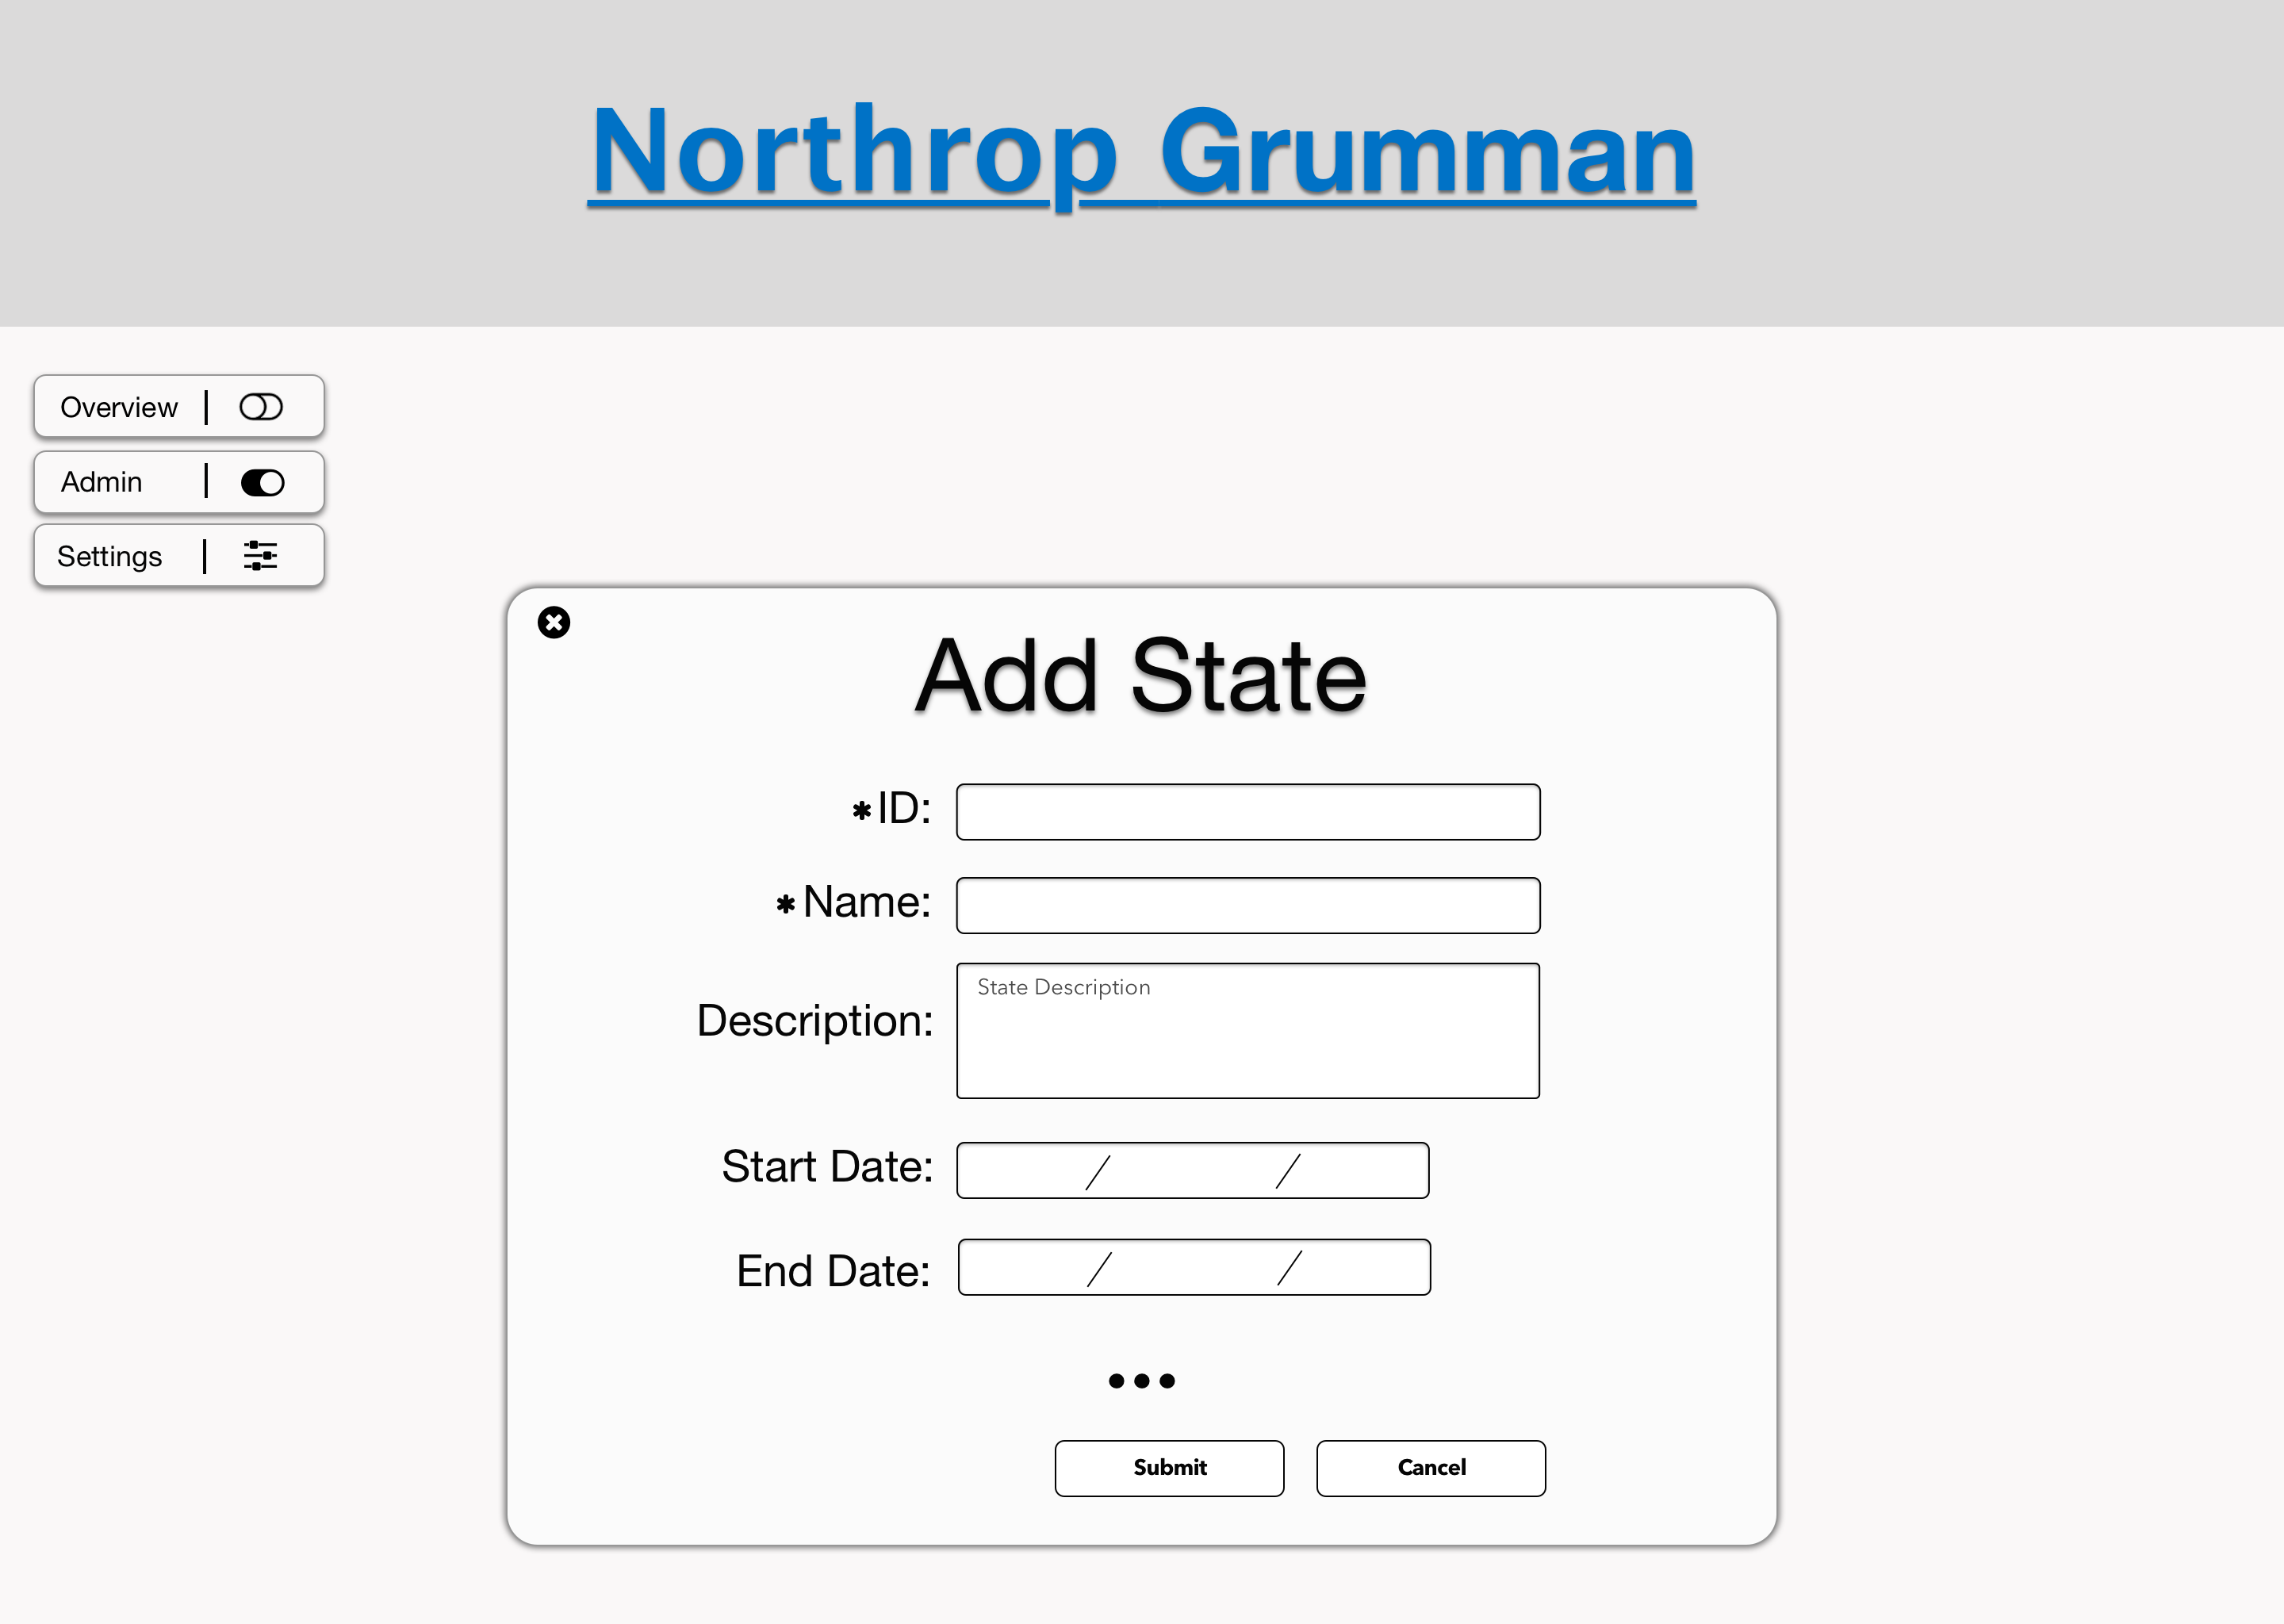 Northrop Grumman
Overview |
Admin |
Settings |
Add State
*ID:
*Name:
Description:
State Description
Start Date: / /
End Date: / /
•••
Submit
Cancel